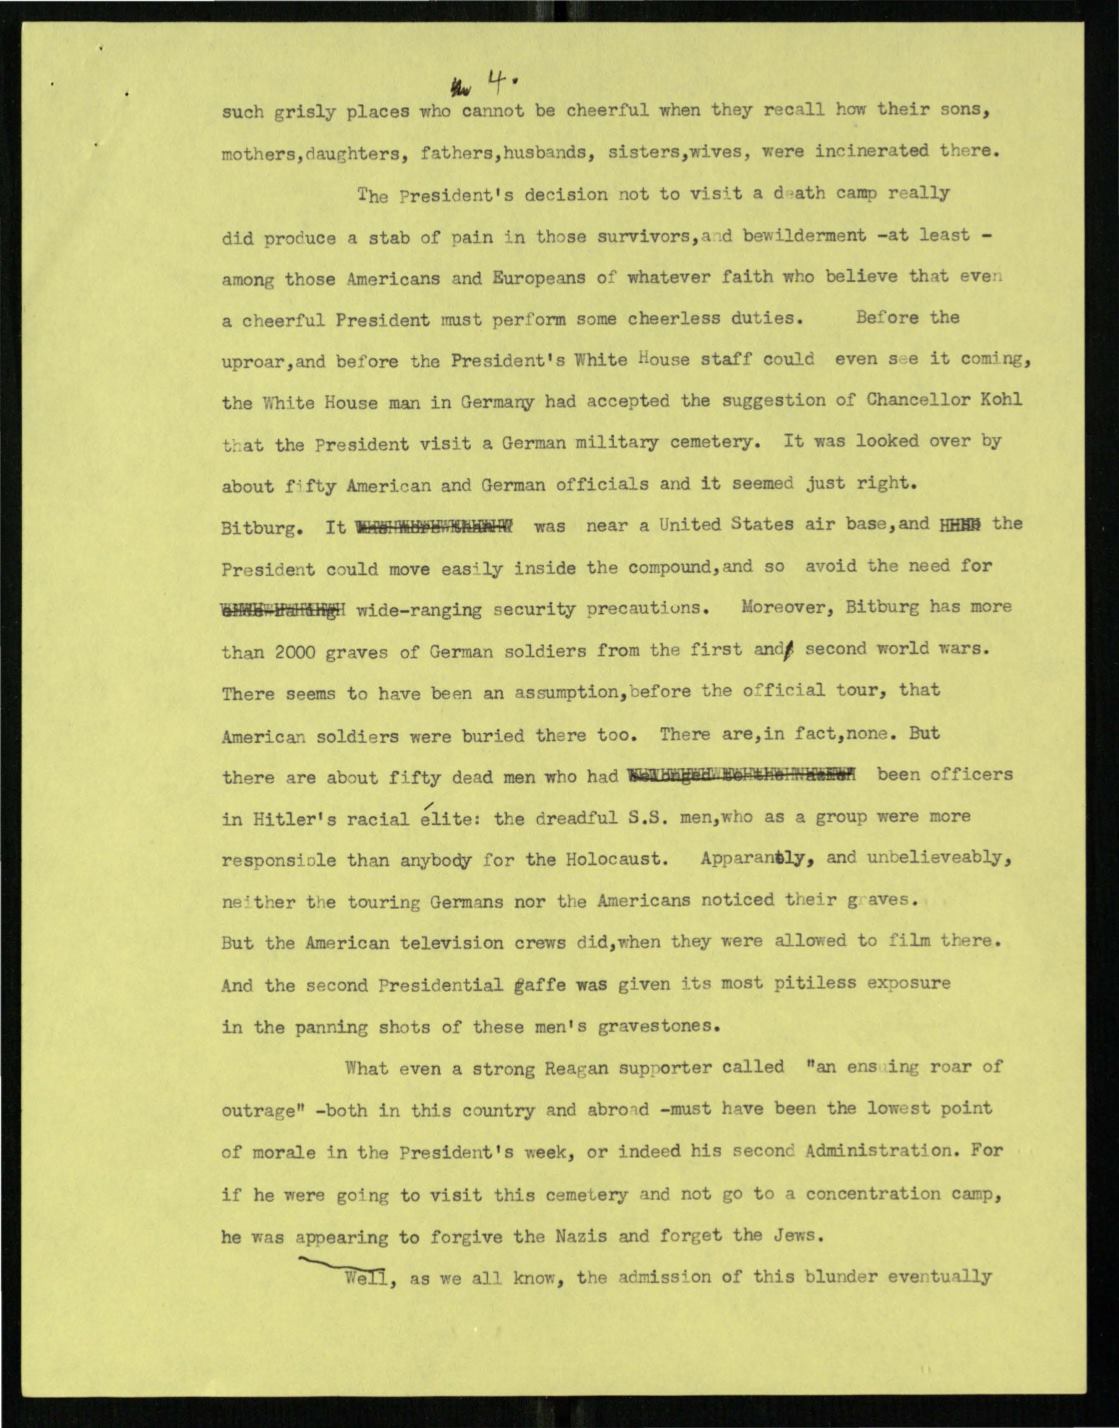 4.
such grisly places who cannot be cheerful when they recall how their sons,
mothers,daughters, fathers,husbands, sisters,wives, were incinerated there.
The President's decision not to visit a death camp really
did produce a stab of pain in those survivors,and bewilderment -at least -
among those Americans and Europeans of whatever faith who believe that even
a cheerful President must perform some cheerless duties. Before the
uproar,and before the President's White House staff could even see it coming,
the White House man in Germany had accepted the suggestion of Chancellor Kohl
that the President visit a German military cemetery. It was looked over by
about fifty American and German officials and it seemed just right.
Bitburg. It was near a United States air base,and the
President could move easily inside the compound,and so avoid the need for
wide-ranging security precautions. Moreover, Bitburg has more
than 2000 graves of German soldiers from the first and second world wars.
There seems to have been an assumption,before the official tour, that
American soldiers were buried there too. There are,in fact,none. But
there are about fifty dead men who had been officers
in Hitler's racial élite: the dreadful S.S. men,who as a group were more
responsible than anybody for the Holocaust. Apparantly, and unbelieveably,
neither the touring Germans nor the Americans noticed their graves.
But the American television crews did,when they were allowed to film there.
And the second Presidential gaffe was given its most pitiless exposure
in the panning shots of these men's gravestones.
What even a strong Reagan supporter called "an ensuing roar of
outrage" -both in this country and abroad -must have been the lowest point
of morale in the President's week, or indeed his second Administration. For
if he were going to visit this cemetery and not go to a concentration camp,
he was appearing to forgive the Nazis and forget the Jews.
Well, as we all know, the admission of this blunder eventually